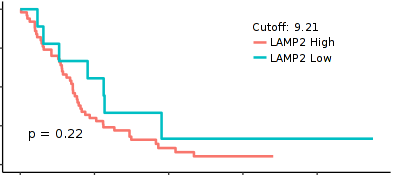 Cutoff: 9.21
LAMP2 High
LAMP2 Low
p = 0.22